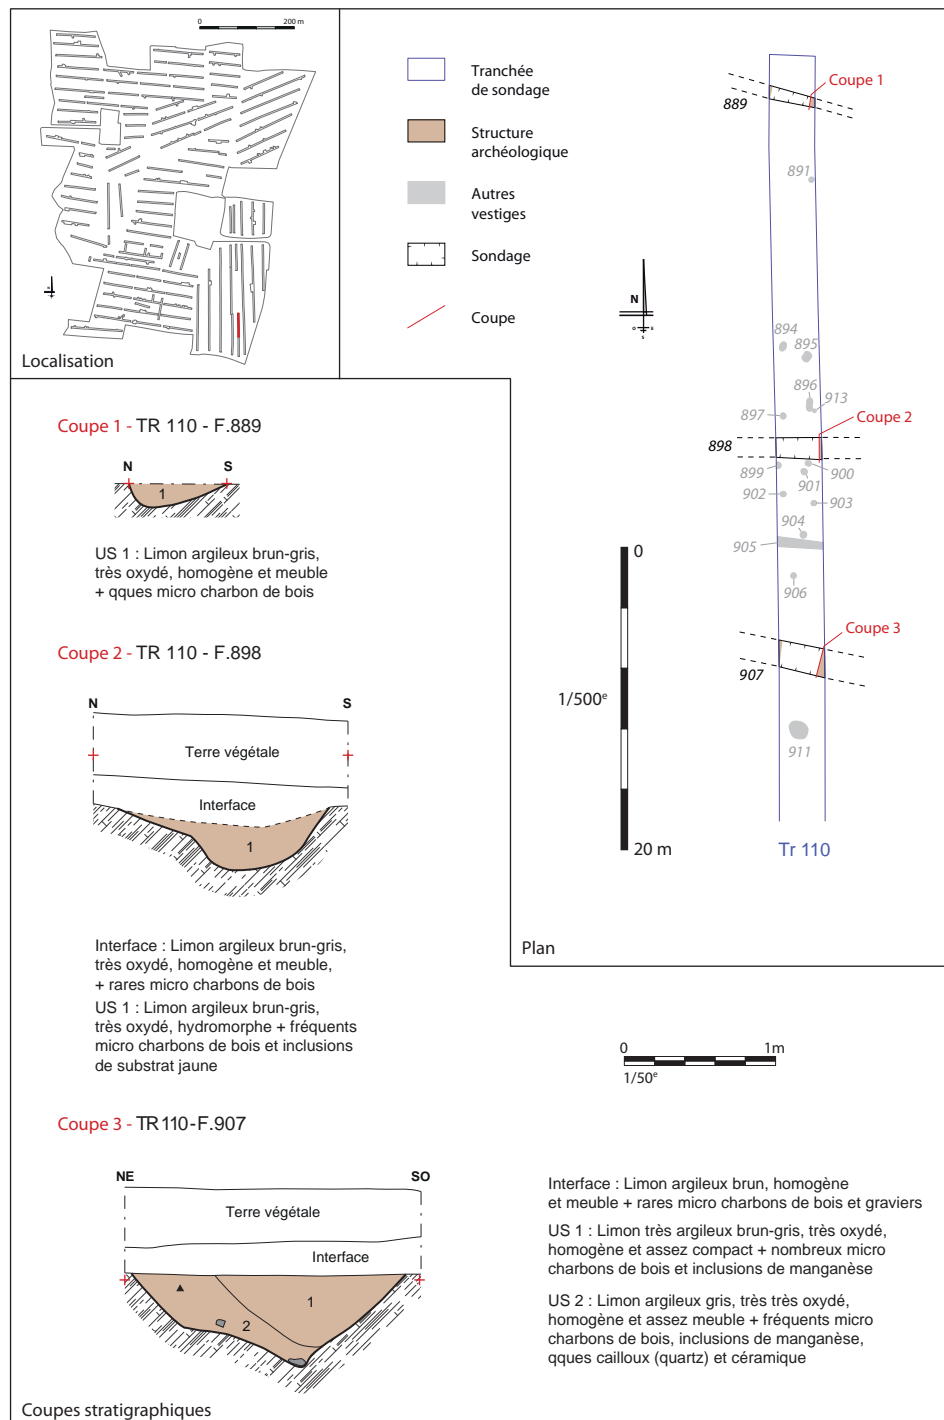 0
200 m
N
Localisation
Tranchée
de sondage
Structure
archéologique
Autres
vestiges
Sondage
Coupe
N
O E
S
Coupe 1
889
891
894
895
896
913
897
Coupe 2
898
899
900
901
902
903
904
905
906
Coupe 3
907
911
Tr 110
0
1/500e
20 m
Plan
Coupe 1 - TR 110 - F.889
N
S
1
US 1 : Limon argileux brun-gris,
très oxydé, homogène et meuble
+ qques micro charbon de bois
Coupe 2 - TR 110 - F.898
N
S
Terre végétale
Interface
1
Interface : Limon argileux brun-gris,
très oxydé, homogène et meuble,
+ rares micro charbons de bois
US 1 : Limon argileux brun-gris,
très oxydé, hydromorphe + fréquents
micro charbons de bois et inclusions
de substrat jaune
0
1m
1/50e
Coupe 3 - TR 110 - F.907
NE
SO
Terre végétale
Interface
1
2
Interface : Limon argileux brun, homogène
et meuble + rares micro charbons de bois et graviers
US 1 : Limon très argileux brun-gris, très oxydé,
homogène et assez compact + nombreux micro
charbons de bois et inclusions de manganèse
US 2 : Limon argileux gris, très très oxydé,
homogène et assez meuble + fréquents micro
charbons de bois, inclusions de manganèse,
qques cailloux (quartz) et céramique
Coupes stratigraphiques